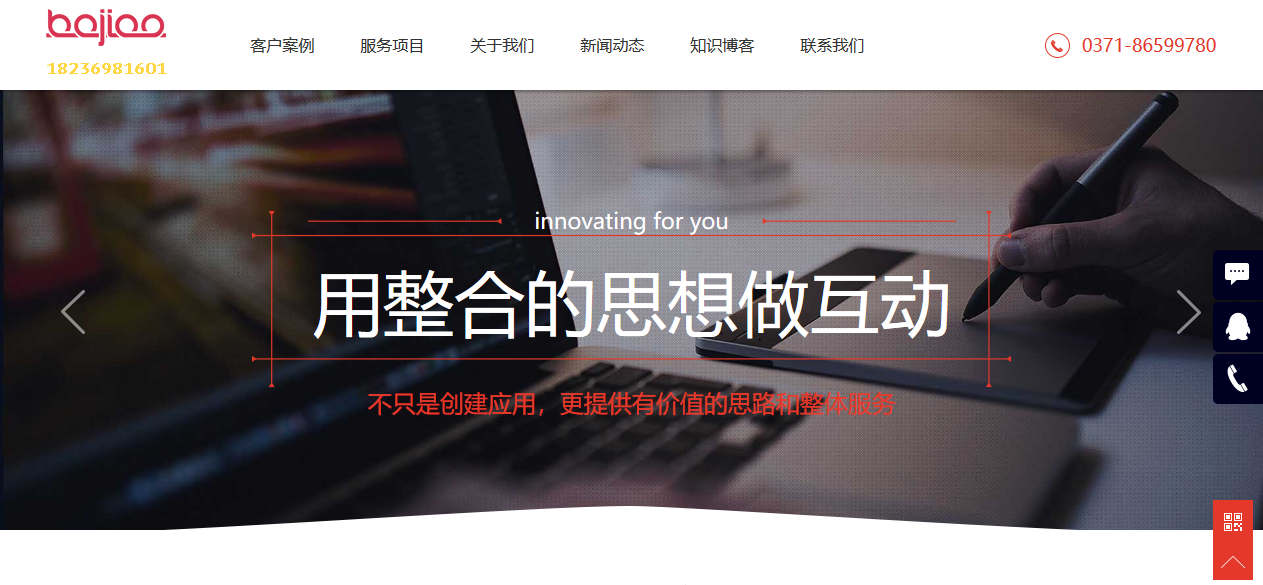 bajiao
18236981601
客户案例 服务项目 关于我们 新闻动态 知识博客 联系我们 0371-86599780
innovating for you
用整合的思想做互动
不只是创建应用，更提供有价值的思路和整体服务